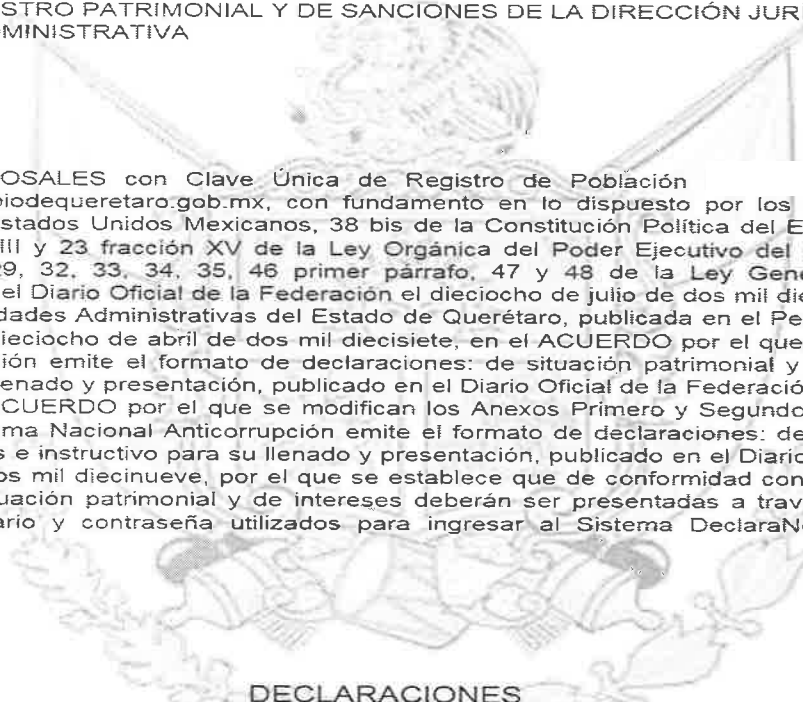 STRO PATRIMONIAL Y DE SANCIONES DE LA DIRECCIÓN JUR
MINISTRATIVA
OSALES con Clave Única de Registro de Población
piodequeretaro.gob.mx, con fundamento en lo dispuesto por los
stados Unidos Mexicanos, 38 bis de la Constitución Política del E
III y 23 fracción XV de la Ley Orgánica del Poder Ejecutivo del
29, 32, 33, 34, 35, 46 primer párrafo, 47 y 48 de la Ley Gene
el Diario Oficial de la Federación el dieciocho de julio de dos mil die
dades Administrativas del Estado de Querétaro, publicada en el Pe
ieciocho de abril de dos mil diecisiete, en el ACUERDO por el que
ión emite el formato de declaraciones: de situación patrimonial y
enado y presentación, publicado en el Diario Oficial de la Federació
CUERDO por el que se modifican los Anexos Primero y Segundo
ma Nacional Anticorrupción emite el formato de declaraciones: de
s e instructivo para su llenado y presentación, publicado en el Diario
os mil diecinueve, por el que se establece que de conformidad con
uación patrimonial y de intereses deberán ser presentadas a trav
ario y contraseña utilizados para ingresar al Sistema DeclaraN
DECLARACIONES